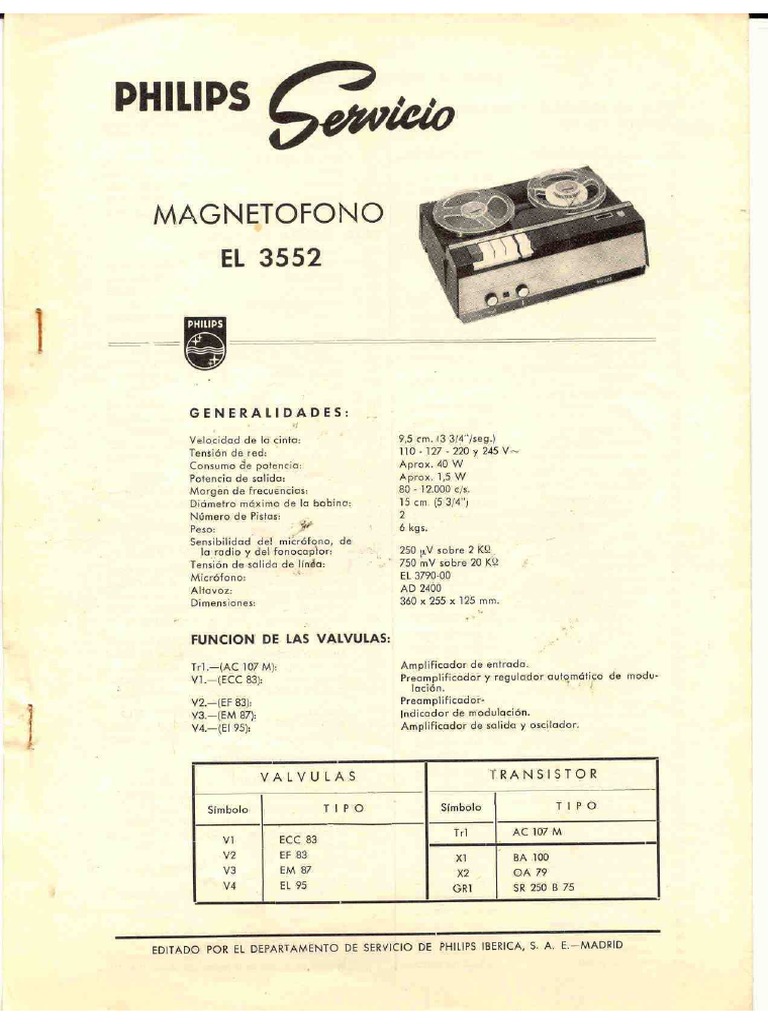 PHILIPS Servicio
MAGNETOFONO
EL 3552
PHILIPS
GENERALIDADES:
Velocidad de la cinta: 9,5 cm. (3 3/4"/seg.)
Tensión de red: 110 - 127 - 220 y 245 V~
Consumo de potencia: Aprox. 40 W
Potencia de salida: Aprox. 1,5 W
Margen de frecuencias: 80 - 12.000 c/s.
Diámetro máximo de la bobina: 15 cm. (5 3/4")
Número de Pistas: 2
Peso: 6 kgs.
Sensibilidad del micrófono, de
la radio y del fonocaptor: 250 µV sobre 2 KΩ
Tensión de salida de línea: 750 mV sobre 20 KΩ
Micrófono: EL 3790-00
Altavoz: AD 2400
Dimensiones: 360 x 255 x 125 mm.
FUNCION DE LAS VALVULAS:
Tr1.—(AC 107 M): Amplificador de entrada.
V1.—(ECC 83): Preamplificador y regulador automático de modu-
lación.
V2.—(EF 83): Preamplificador-
V3.—(EM 87): Indicador de modulación.
V4.—(El 95): Amplificador de salida y oscilador.
VALVULAS TRANSISTOR
Símbolo TIPO Símbolo TIPO
V1 ECC 83 Tr1 AC 107 M
V2 EF 83 X1 BA 100
V3 EM 87 X2 OA 79
V4 EL 95 GR1 SR 250 B 75
EDITADO POR EL DEPARTAMENTO DE SERVICIO DE PHILIPS IBERICA, S. A. E.—MADRID